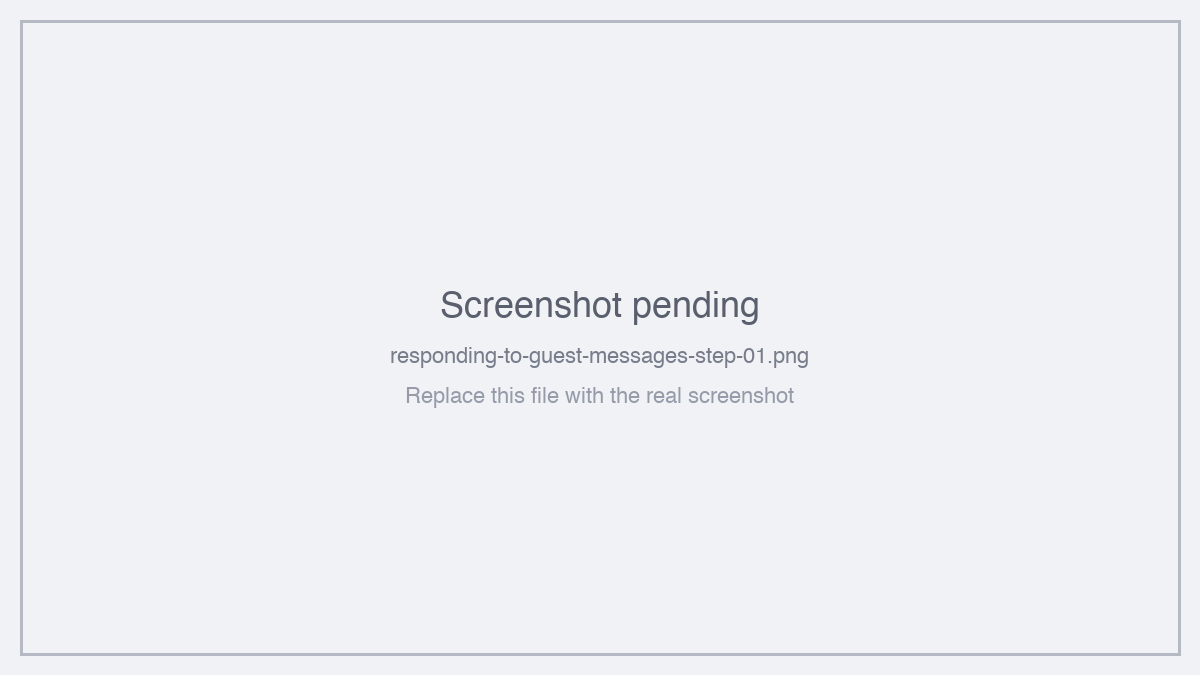 Screenshot pending
responding-to-guest-messages-step-01.png
Replace this file with the real screenshot